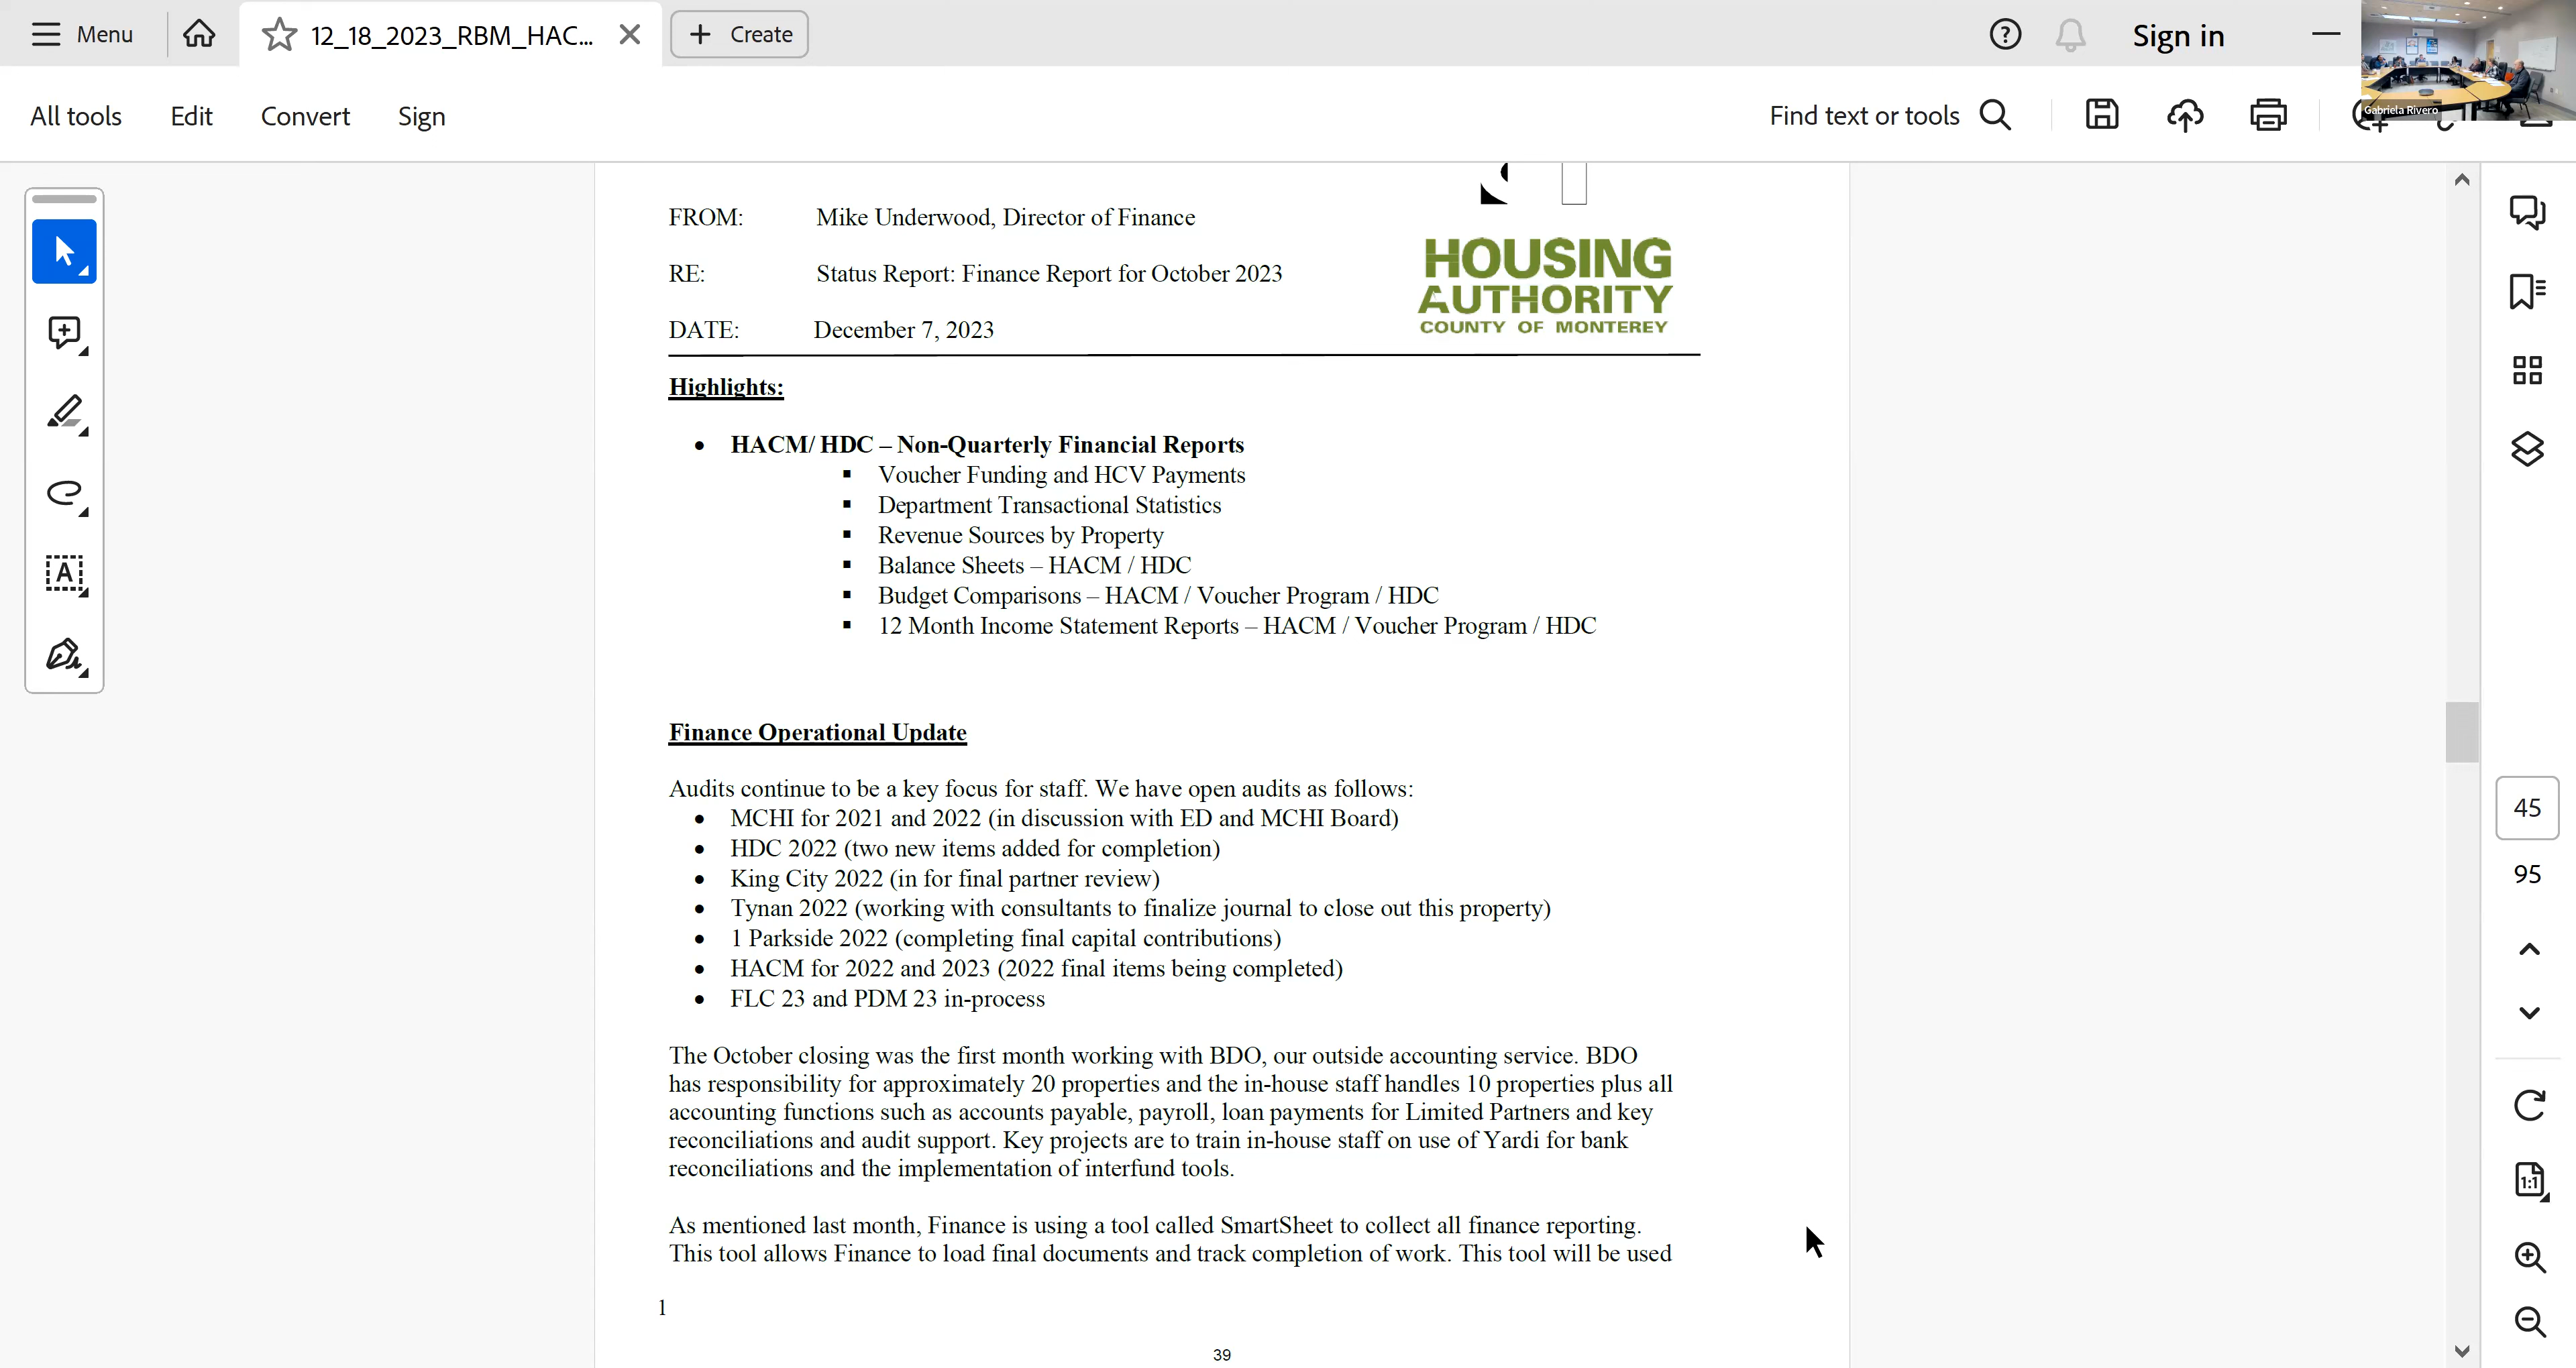 Menu
12_18_2023_RBM_HAC...
Create
Sign in
All tools
Edit
Convert
Sign
Find text or tools
Gabriela Rivero
FROM: Mike Underwood, Director of Finance
RE: Status Report: Finance Report for October 2023
DATE: December 7, 2023
HOUSING
AUTHORITY
COUNTY OF MONTEREY
Highlights:
• HACM/ HDC – Non-Quarterly Financial Reports
▪ Voucher Funding and HCV Payments
▪ Department Transactional Statistics
▪ Revenue Sources by Property
▪ Balance Sheets – HACM / HDC
▪ Budget Comparisons – HACM / Voucher Program / HDC
▪ 12 Month Income Statement Reports – HACM / Voucher Program / HDC
Finance Operational Update
Audits continue to be a key focus for staff. We have open audits as follows:
• MCHI for 2021 and 2022 (in discussion with ED and MCHI Board)
• HDC 2022 (two new items added for completion)
• King City 2022 (in for final partner review)
• Tynan 2022 (working with consultants to finalize journal to close out this property)
• 1 Parkside 2022 (completing final capital contributions)
• HACM for 2022 and 2023 (2022 final items being completed)
• FLC 23 and PDM 23 in-process
The October closing was the first month working with BDO, our outside accounting service. BDO
has responsibility for approximately 20 properties and the in-house staff handles 10 properties plus all
accounting functions such as accounts payable, payroll, loan payments for Limited Partners and key
reconciliations and audit support. Key projects are to train in-house staff on use of Yardi for bank
reconciliations and the implementation of interfund tools.
As mentioned last month, Finance is using a tool called SmartSheet to collect all finance reporting.
This tool allows Finance to load final documents and track completion of work. This tool will be used
1
39
45
95
1:1